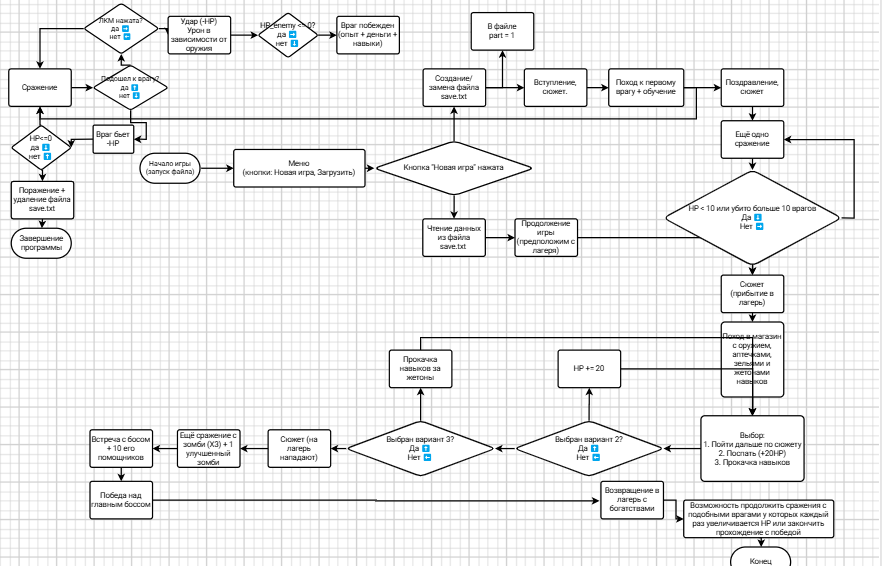 ЛКМ нажата?
да ➡️
нет ⬅️
Удар (-HP)
Урон в
зависимости от
оружия
HP_enemy <= 0?
да ➡️
нет ⬇️
Враг побежден
(опыт + деньги +
навыки)
В файле
part = 1
Сражение
Подошел к врагу?
да ⬆️
нет ⬇️
Создание/
замена файла
save.txt
Вступление,
сюжет.
Поход к первому
врагу + обучение
Поздравление,
сюжет
HP<=0
да ⬇️
нет ⬆️
Враг бьет
-HP
Ещё одно
сражение
Начало игры
(запуск файла)
Меню
(кнопки: Новая игра, Загрузить)
Кнопка "Новая игра" нажата
Поражение +
удаление файла
save.txt
HP < 10 или убито больше 10 врагов
Да ⬇️
Нет ➡️
Завершение
программы
Чтение данных
из файла
save.txt
Продолжение
игры
(предположим с
лагеря)
Сюжет
(прибытие в
лагерь)
Поход в магазин
с оружием,
аптечками,
зельями и
жетонами
навыков
Прокачка
навыков за
жетоны
HP += 20
Встреча с боссом
+ 10 его
помощников
Ещё сражение с
зомби (X3) + 1
улучшенный
зомби
Сюжет (на
лагерь
нападают)
Выбран вариант 3?
Да ⬆️
Нет ⬅️
Выбран вариант 2?
Да ⬆️
Нет ⬅️
Выбор:
1. Пойти дальше по сюжету
2. Поспать (+20HP)
3. Прокачка навыков
Победа над
главным боссом
Возвращение в
лагерь с
богатствами
Возможность продолжить сражения с
подобными врагами у которых каждый
раз увеличивается HP или закончить
прохождение с победой
Конец